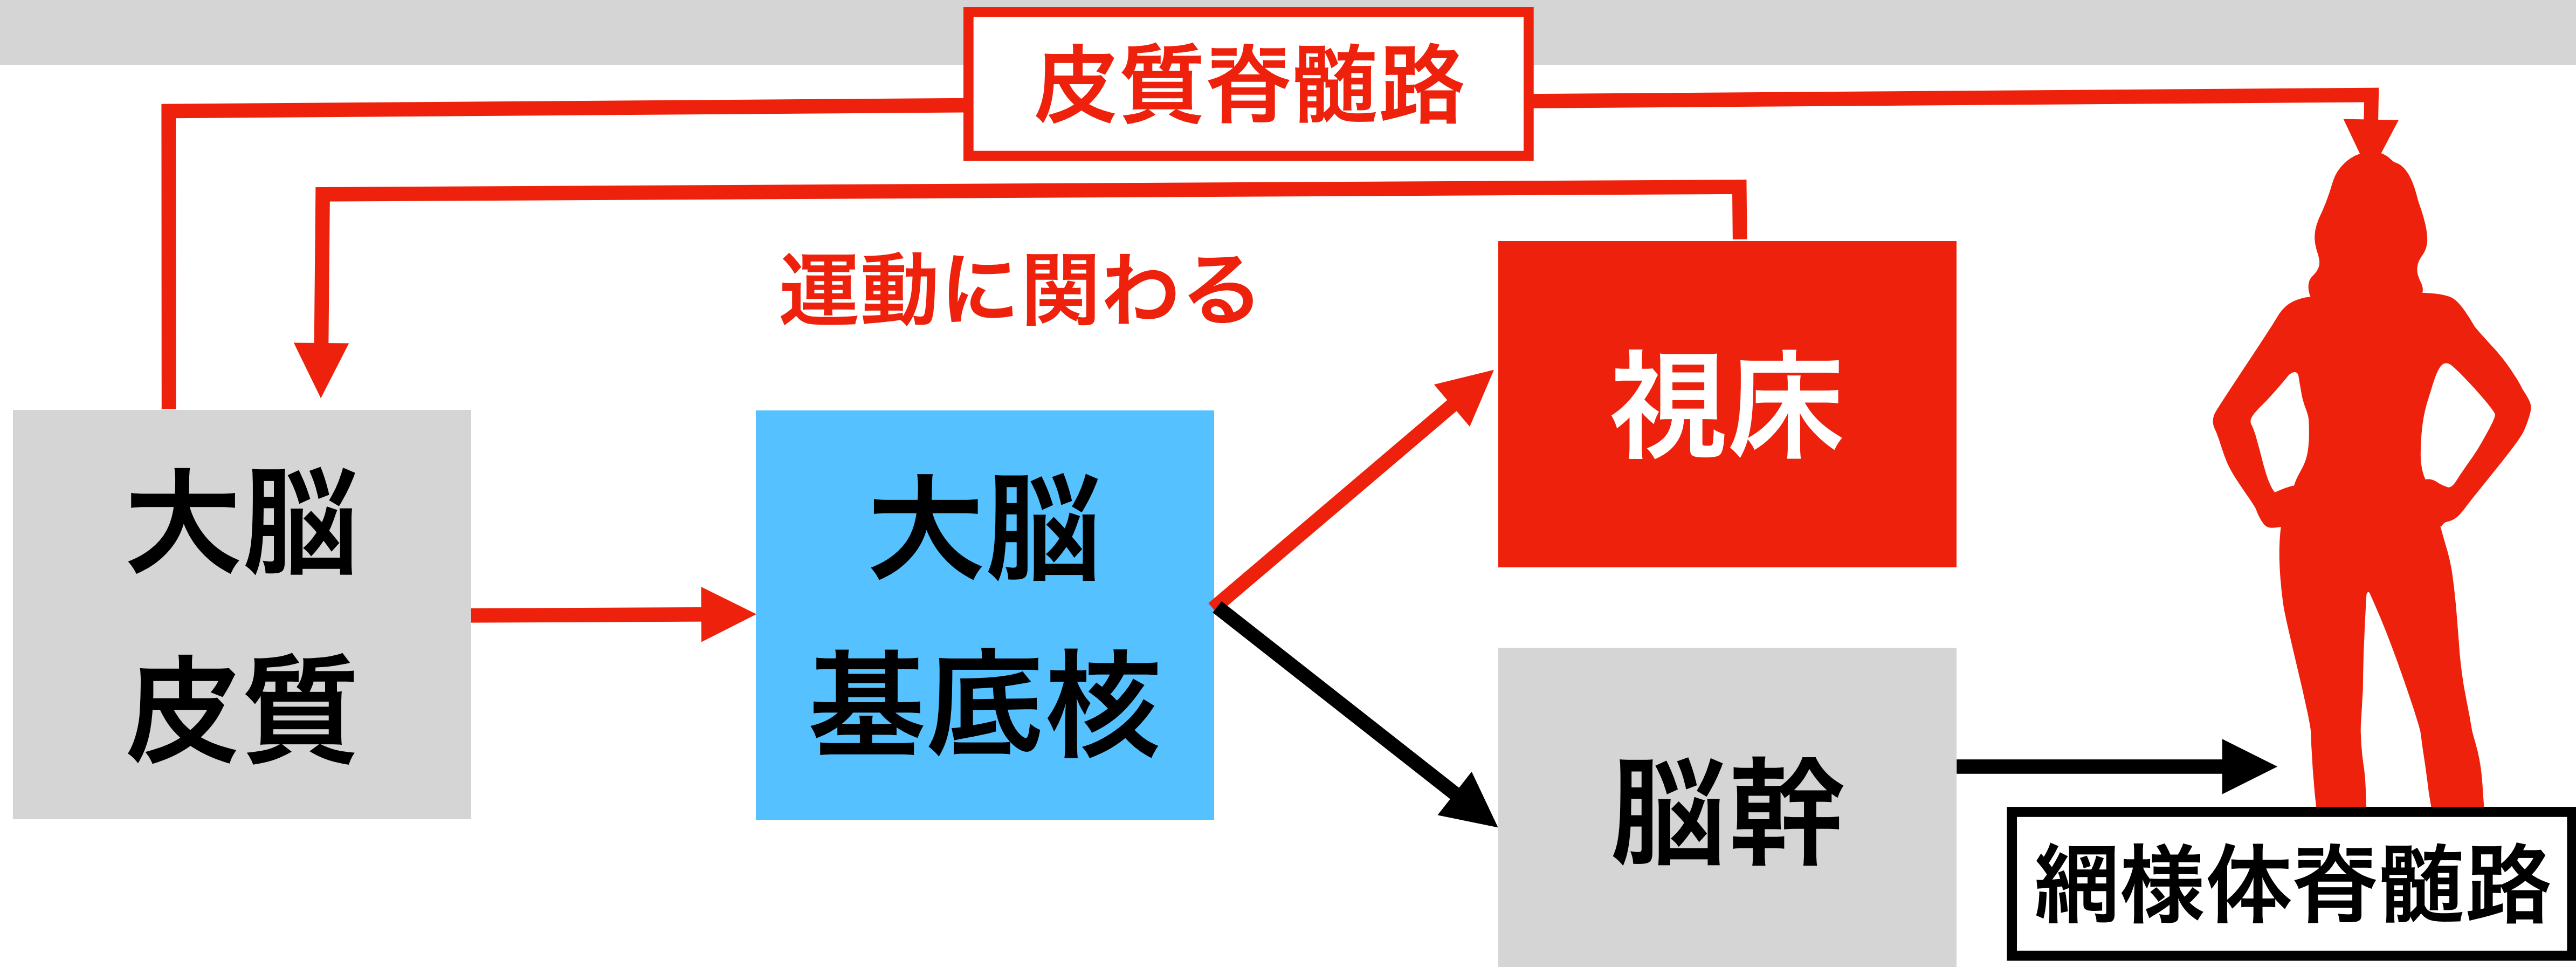 皮質脊髄路
運動に関わる
大脳
皮質
大脳
基底核
視床
脳幹
網様体脊髄路